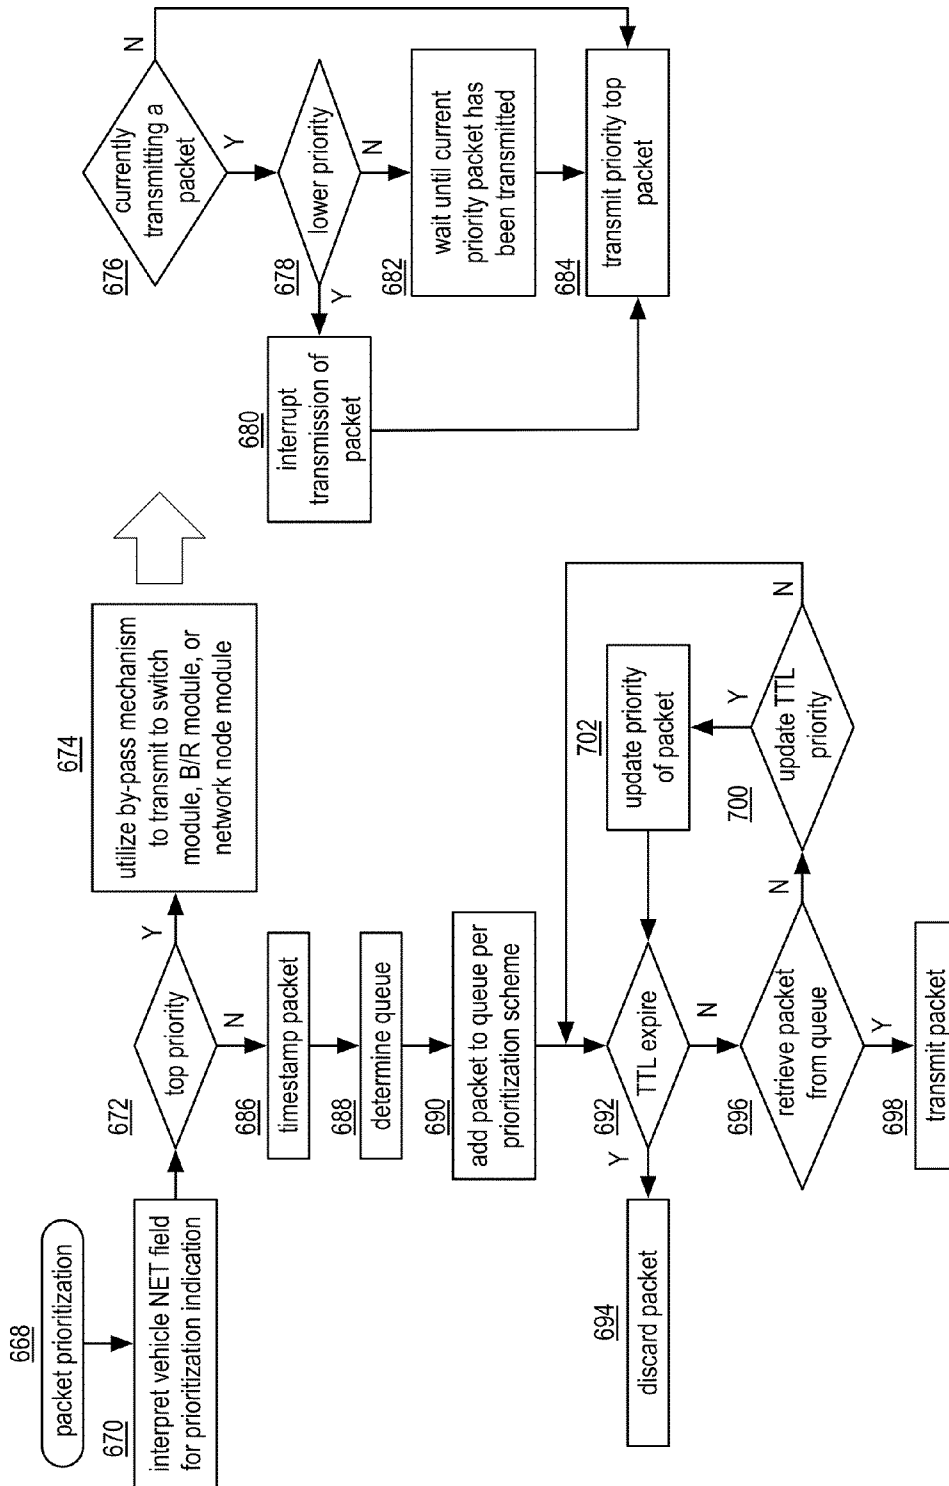 668
packet prioritization
670
interpret vehicle NET field
for prioritization indication
672
top priority
Y
N
674
utilize by-pass mechanism
to transmit to switch
module, B/R module, or
network node module
676
currently
transmitting a
packet
N
Y
678
lower priority
Y
N
680
interrupt
transmission of
packet
682
wait until current
priority packet has
been transmitted
684
transmit priority top
packet
686
timestamp packet
688
determine queue
690
add packet to queue per
prioritization scheme
692
TTL expire
Y
N
694
discard packet
696
retrieve packet
from queue
N
Y
698
transmit packet
700
update TTL
priority
Y
N
702
update priority
of packet